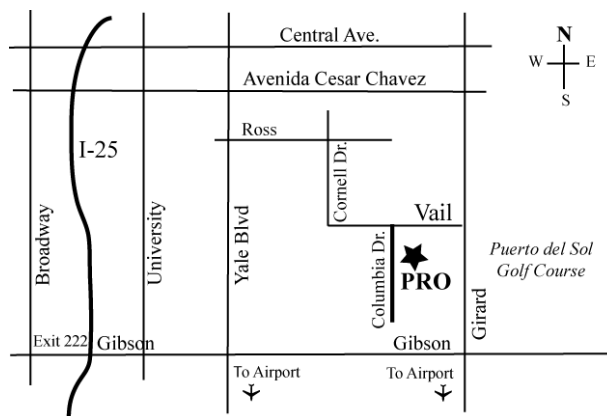 Central Ave.
N
W E
S
Avenida Cesar Chavez
Ross
I-25
Cornell Dr.
Vail
Broadway
University
Yale Blvd
Columbia Dr.
PRO
Girard
Puerto del Sol
Golf Course
Exit 222
Gibson
Gibson
To Airport
To Airport